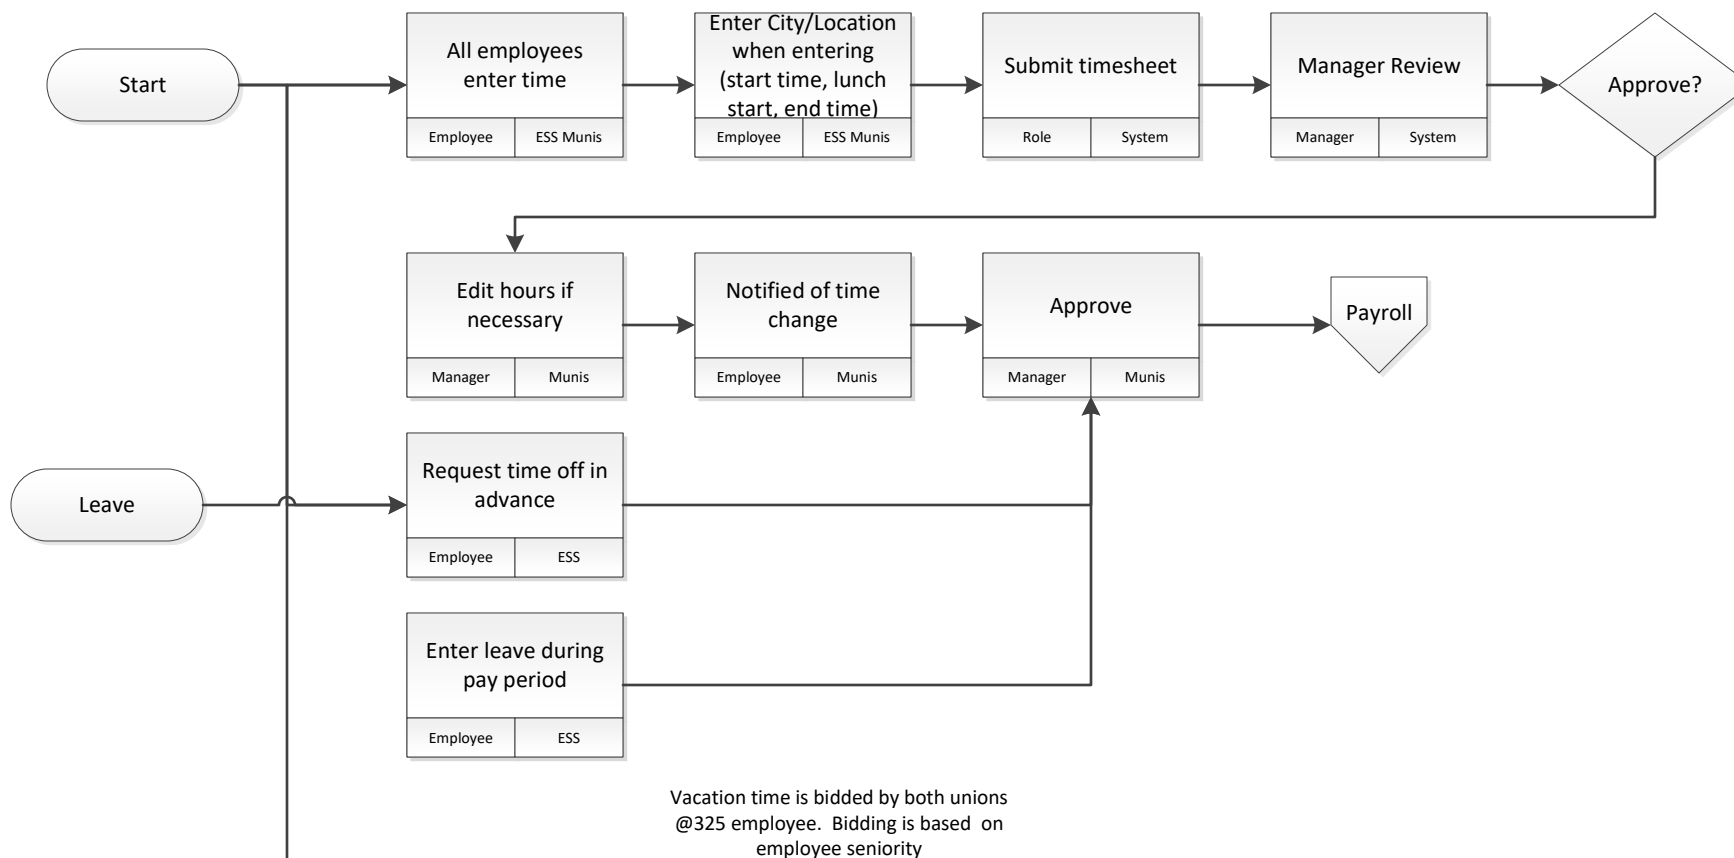 Start
All employees
enter time
Employee
ESS Munis
Enter City/Location
when entering
(start time, lunch
start, end time)
Employee
ESS Munis
Submit timesheet
Role
System
Manager Review
Manager
System
Approve?
Edit hours if
necessary
Manager
Munis
Notified of time
change
Employee
Munis
Approve
Manager
Munis
Payroll
Leave
Request time off in
advance
Employee
ESS
Enter leave during
pay period
Employee
ESS
Vacation time is bidded by both unions
@325 employee.  Bidding is based  on
employee seniority